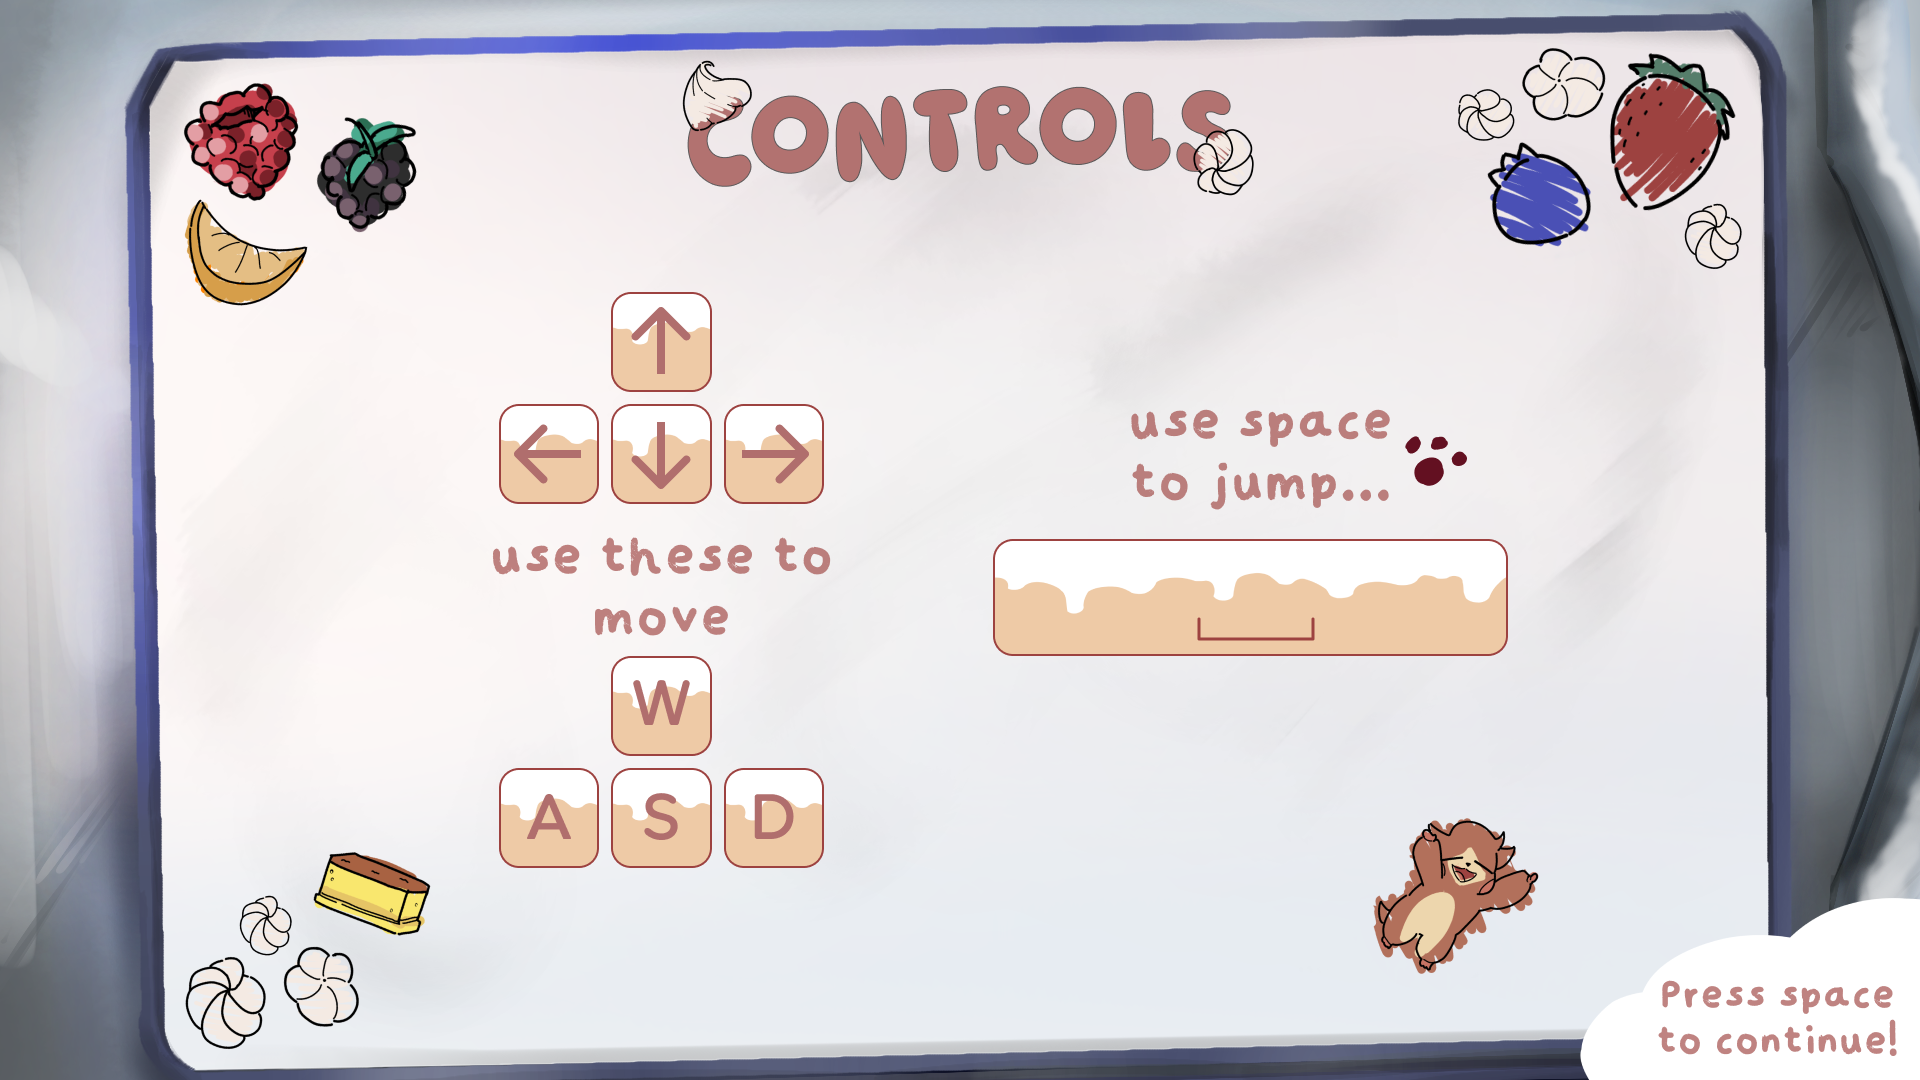 CONTROLS
use these to
move
W
A S D
use space
to jump...
Press space
to continue!